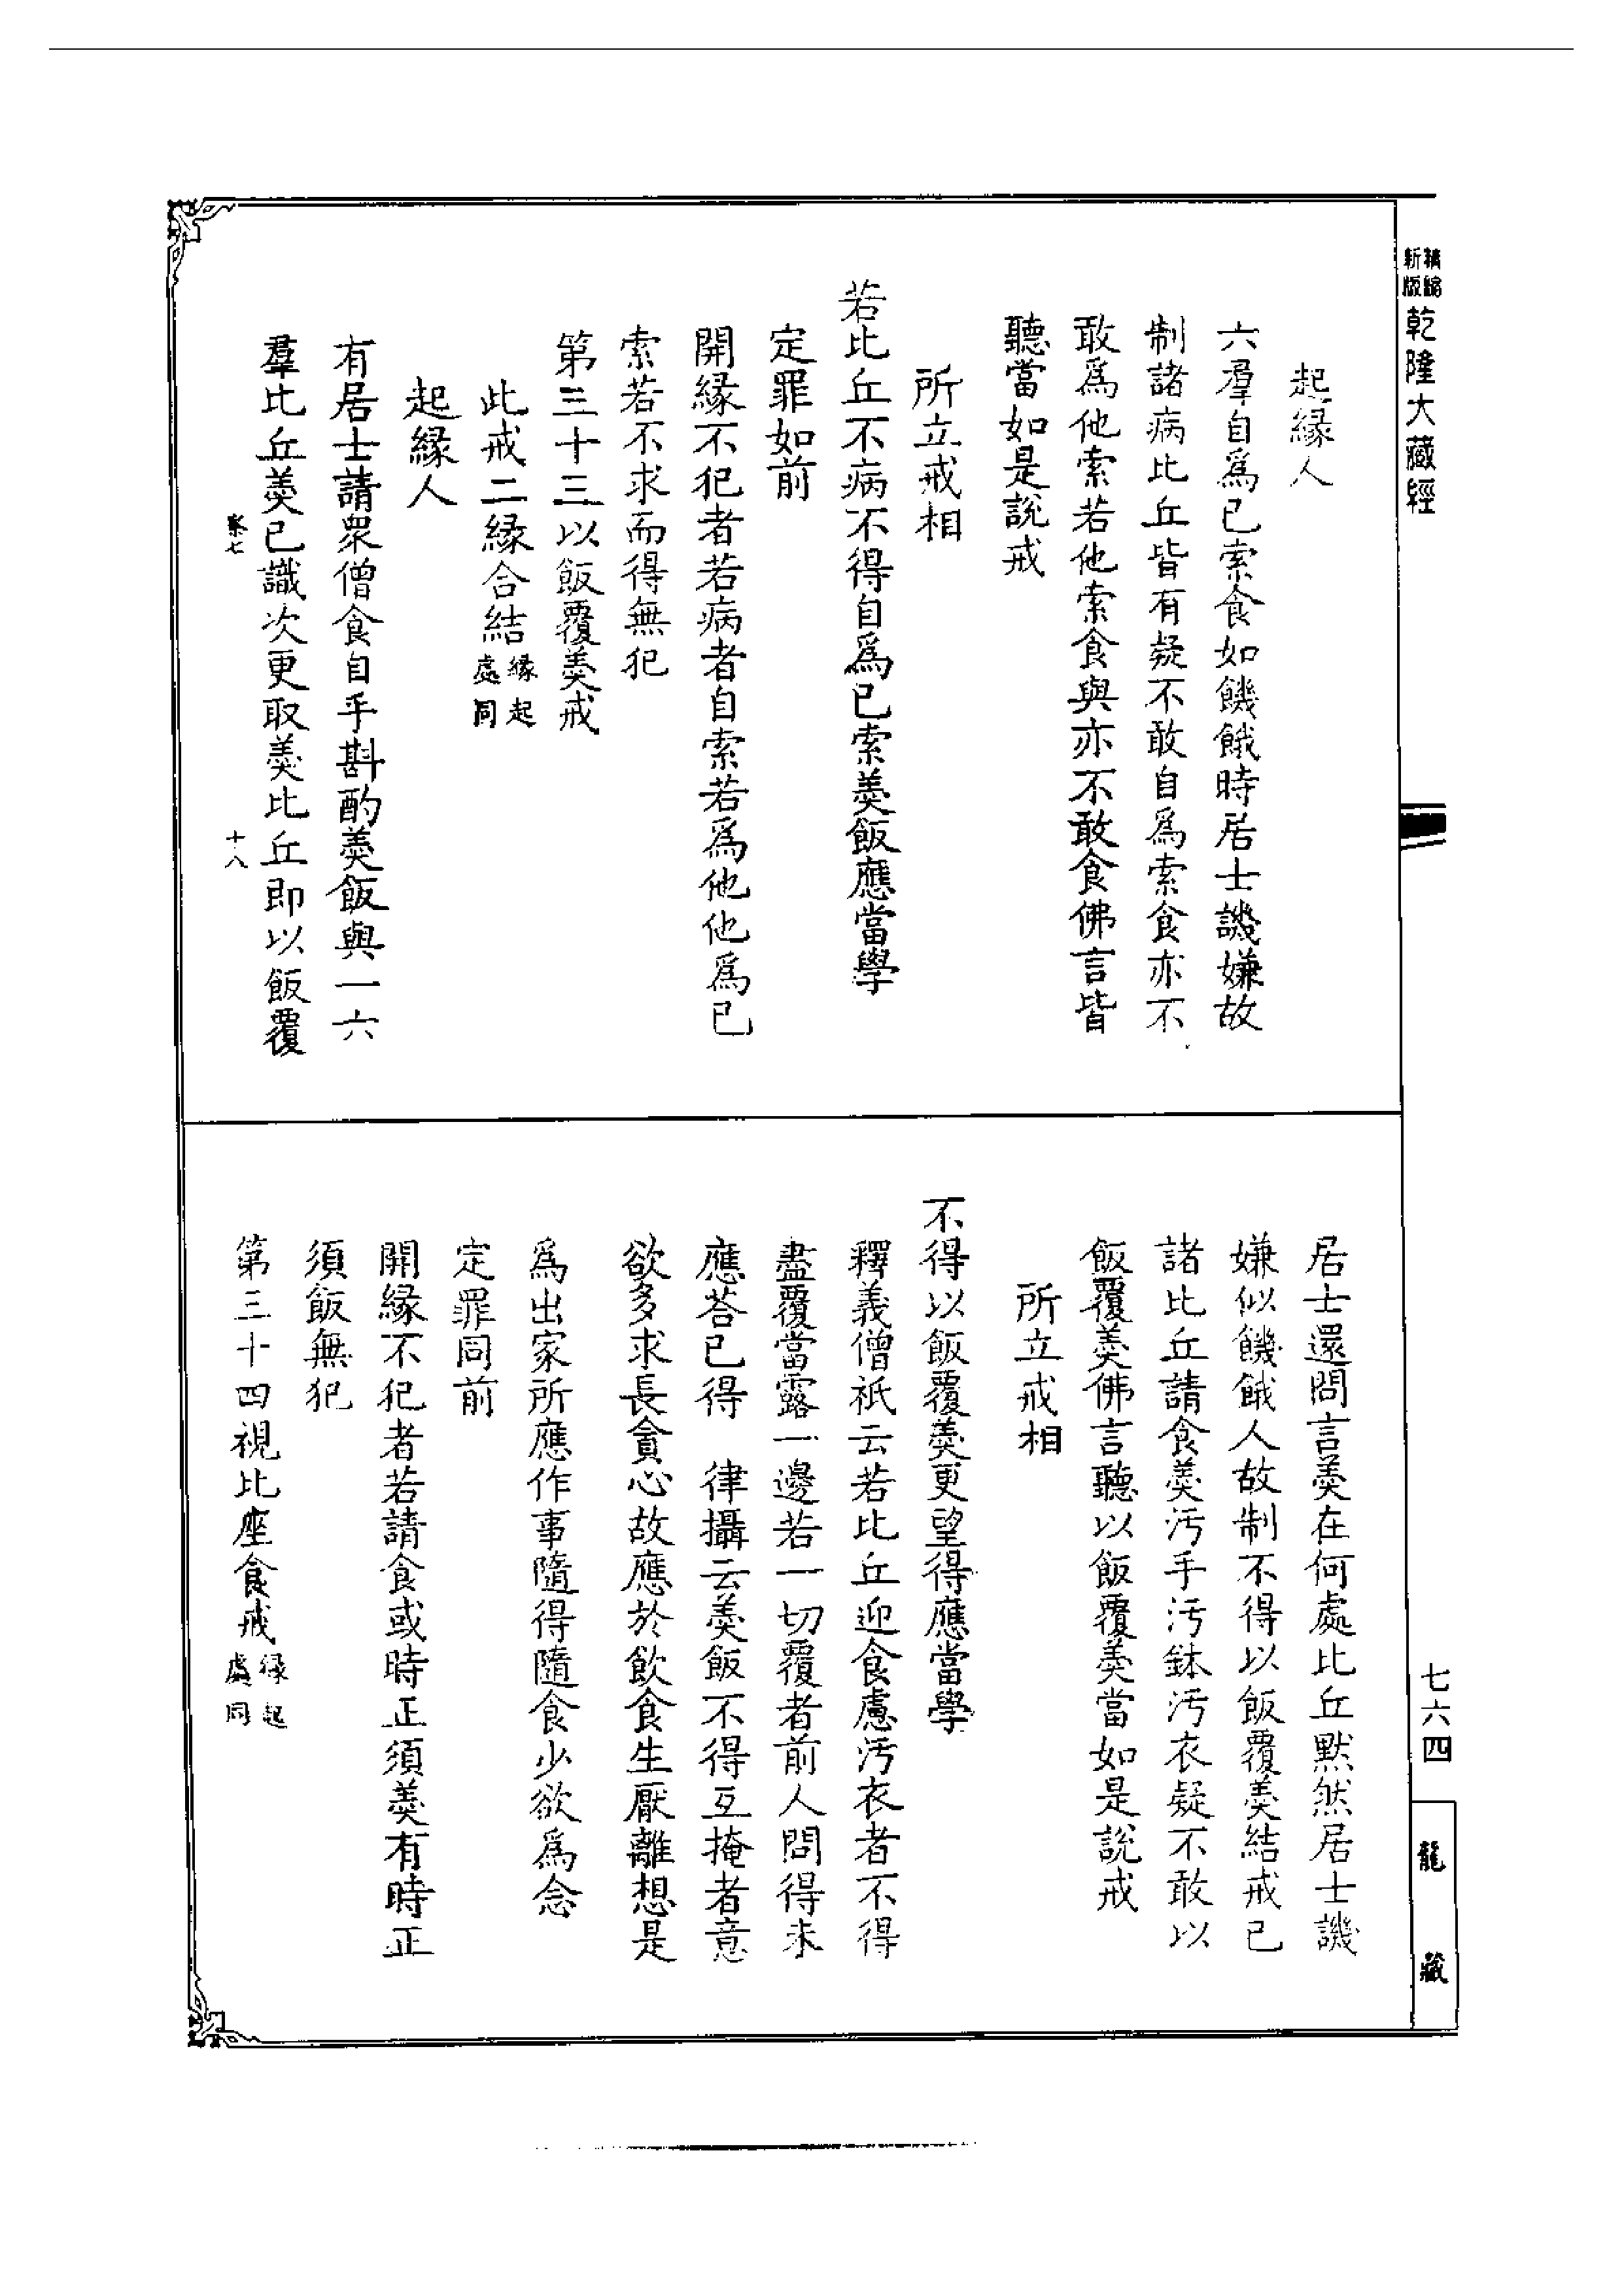 精縮新版乾隆大藏經
起緣人
六羣自爲已索食如饑餓時居士譏嫌故
制諸病比丘皆有疑不敢自爲索食亦不
敢爲他索若他索食與亦不敢食佛言皆
聽當如是說戒
所立戒相
若比丘不病不得自爲已索羹飯應當學
定罪如前
開緣不犯者若病者自索若爲他他爲已
索若不求而得無犯
第三十三以飯覆羹戒
此戒二緣合結緣起處同
起緣人
有居士請眾僧食自手斟酌羹飯與一六
羣比丘羹已識次更取羹比丘即以飯覆
十八
居士還問言羹在何處比丘默然居士譏
嫌似饑餓人故制不得以飯覆羹結戒已
諸比丘請食羹汚手汚鉢汚衣疑不敢以
飯覆羹佛言聽以飯覆羹當如是說戒
所立戒相
不得以飯覆羹更望得應當學
釋義僧祇云若比丘迎食慮汚衣者不得
盡覆當露一邊若一切覆者前人問得未
應荅已得　律攝云羹飯不得互掩者意
欲多求長貪心故應於飲食生厭離想是
爲出家所應作事隨得隨食少欲爲念
定罪同前
開緣不犯者若請食或時正須羹有時正
須飯無犯
第三十四視比座食戒緣起處同
七六四
龍藏